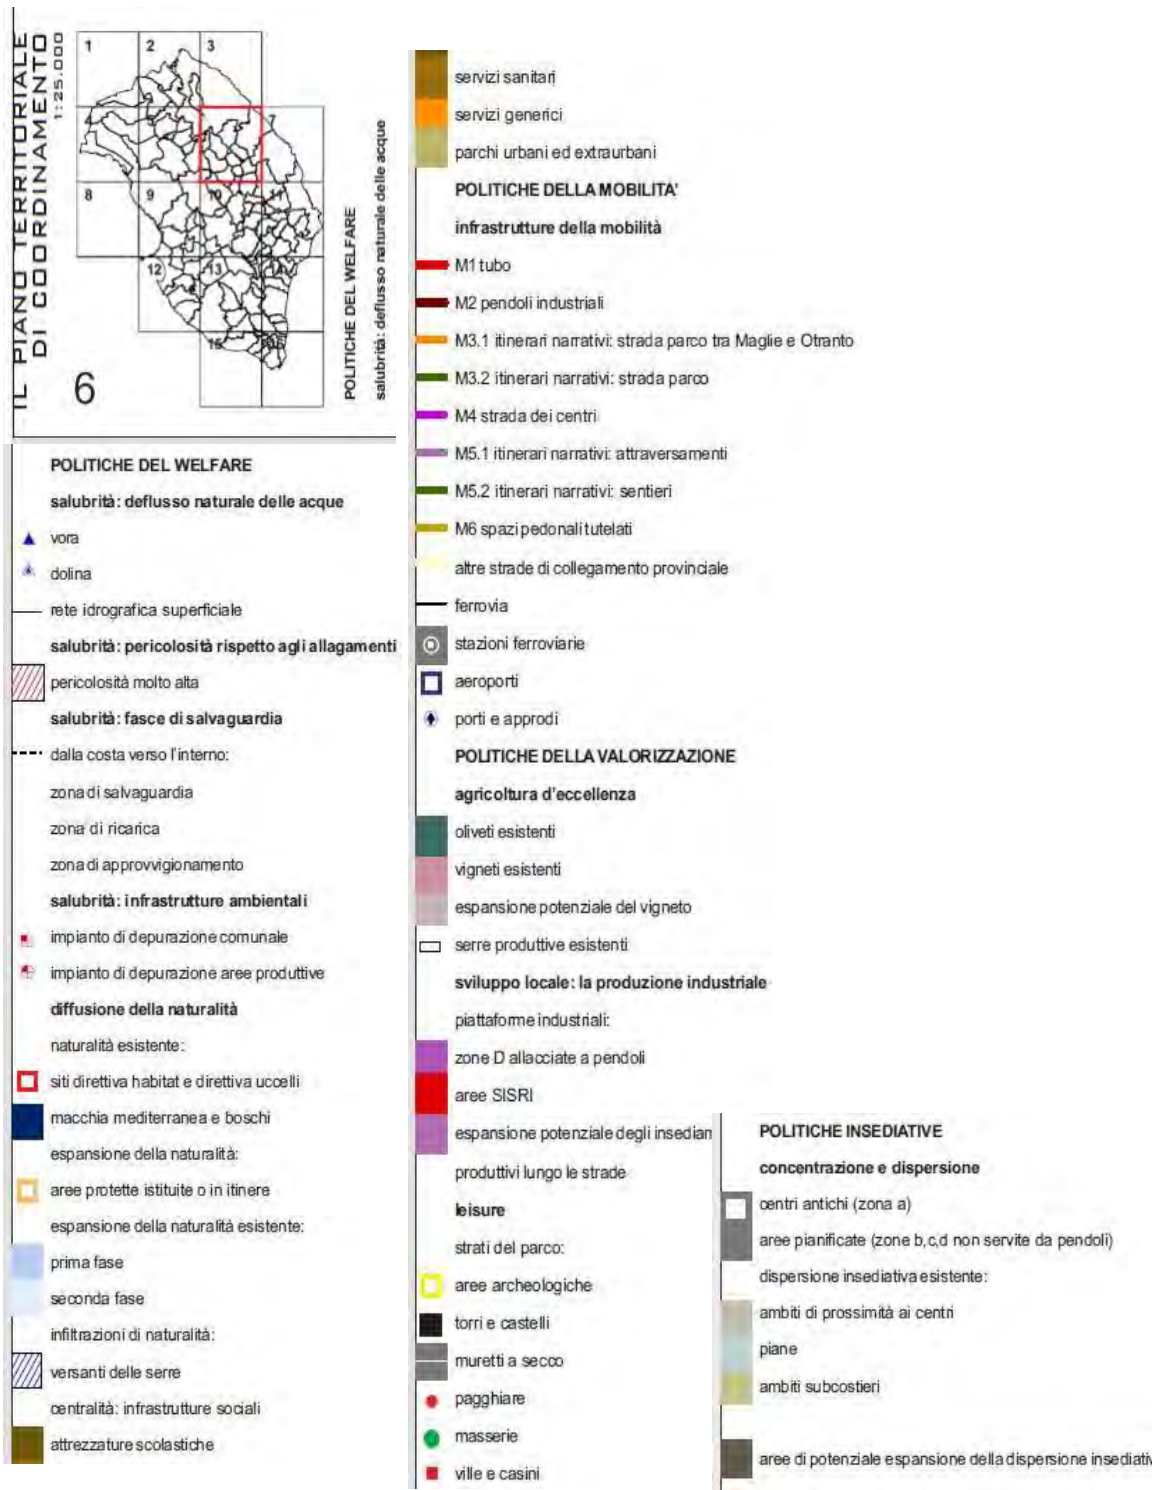 IL PIANO TERRITORIALE
DI COORDINAMENTO
1:25.000
1
2
3
7
8
9
10
11
12
13
14
15
6
POLITICHE DEL WELFARE
salubrità: deflusso naturale delle acque
POLITICHE DEL WELFARE
salubrità: deflusso naturale delle acque
vora
dolina
rete idrografica superficiale
salubrità: pericolosità rispetto agli allagamenti
pericolosità molto alta
salubrità: fasce di salvaguardia
dalla costa verso l'interno:
zona di salvaguardia
zona di ricarica
zona di approvvigionamento
salubrità: infrastrutture ambientali
impianto di depurazione comunale
impianto di depurazione aree produttive
diffusione della naturalità
naturalità esistente:
siti direttiva habitat e direttiva uccelli
macchia mediterranea e boschi
espansione della naturalità:
aree protette istituite o in itinere
espansione della naturalità esistente:
prima fase
seconda fase
infiltrazioni di naturalità:
versanti delle serre
centralità: infrastrutture sociali
attrezzature scolastiche
servizi sanitari
servizi generici
parchi urbani ed extraurbani
POLITICHE DELLA MOBILITA'
infrastrutture della mobilità
M1 tubo
M2 pendoli industriali
M3.1 itinerari narrativi: strada parco tra Maglie e Otranto
M3.2 itinerari narrativi: strada parco
M4 strada dei centri
M5.1 itinerari narrativi: attraversamenti
M5.2 itinerari narrativi: sentieri
M6 spazi pedonali tutelati
altre strade di collegamento provinciale
ferrovia
stazioni ferroviarie
aeroporti
porti e approdi
POLITICHE DELLA VALORIZZAZIONE
agricoltura d'eccellenza
oliveti esistenti
vigneti esistenti
espansione potenziale del vigneto
serre produttive esistenti
sviluppo locale: la produzione industriale
piattaforme industriali:
zone D allacciate a pendoli
aree SISRI
espansione potenziale degli insedian
produttivi lungo le strade
leisure
strati del parco:
aree archeologiche
torri e castelli
muretti a secco
pagghiare
masserie
ville e casini
POLITICHE INSEDIATIVE
concentrazione e dispersione
centri antichi (zona a)
aree pianificate (zone b,c,d non servite da pendoli)
dispersione insediativa esistente:
ambiti di prossimità ai centri
piane
ambiti subcostieri
aree di potenziale espansione della dispersione insediativ